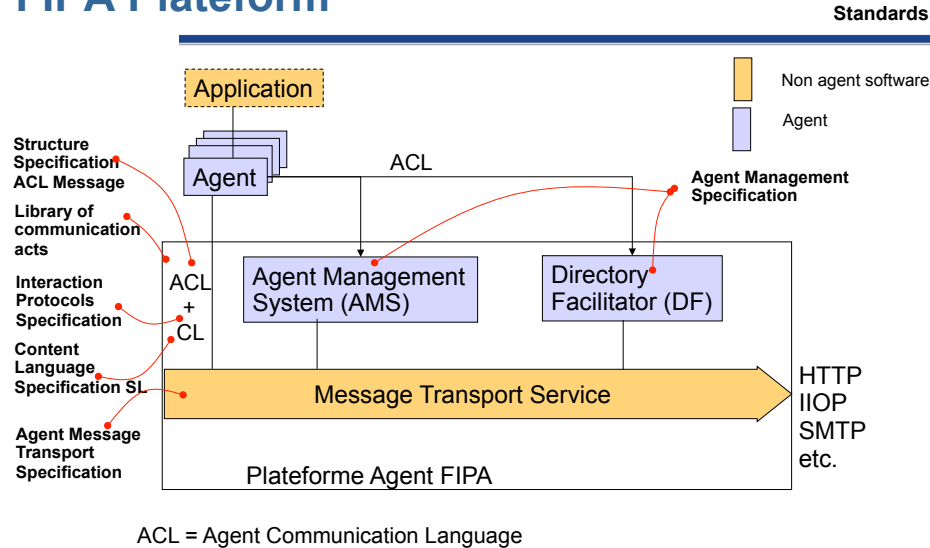 FIPA Plateform
Standards
Application
Non agent software
Agent
Structure
Specification
ACL Message
ACL
Agent
Agent Management
Specification
Library of
communication
acts
Interaction
Protocols
Specification
ACL
+
CL
Agent Management
System (AMS)
Directory
Facilitator (DF)
Content
Language
Specification SL
Message Transport Service
HTTP
IIOP
SMTP
etc.
Agent Message
Transport
Specification
Plateforme Agent FIPA
ACL = Agent Communication Language